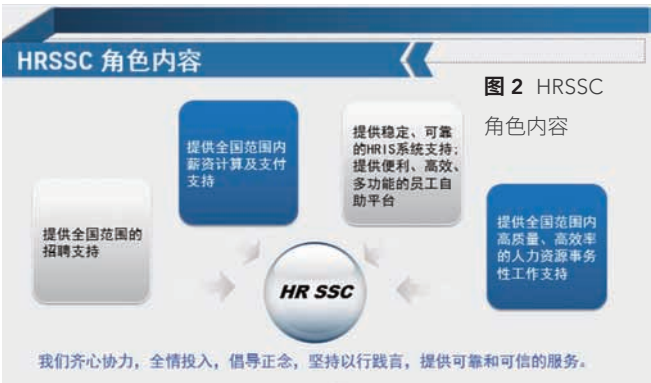 HRSSC 角色内容
图 2 HRSSC
角色内容
提供全国范围的
招聘支持
提供全国范围内
薪资计算及支付
支持
提供稳定、可靠
的HRIS系统支持；
提供便利、高效、
多功能的员工自
助平台
提供全国范围内
高质量、高效率
的人力资源事务
性工作支持
HR SSC
我们齐心协力，全情投入，倡导正念，坚持以行践言，提供可靠和可信的服务。